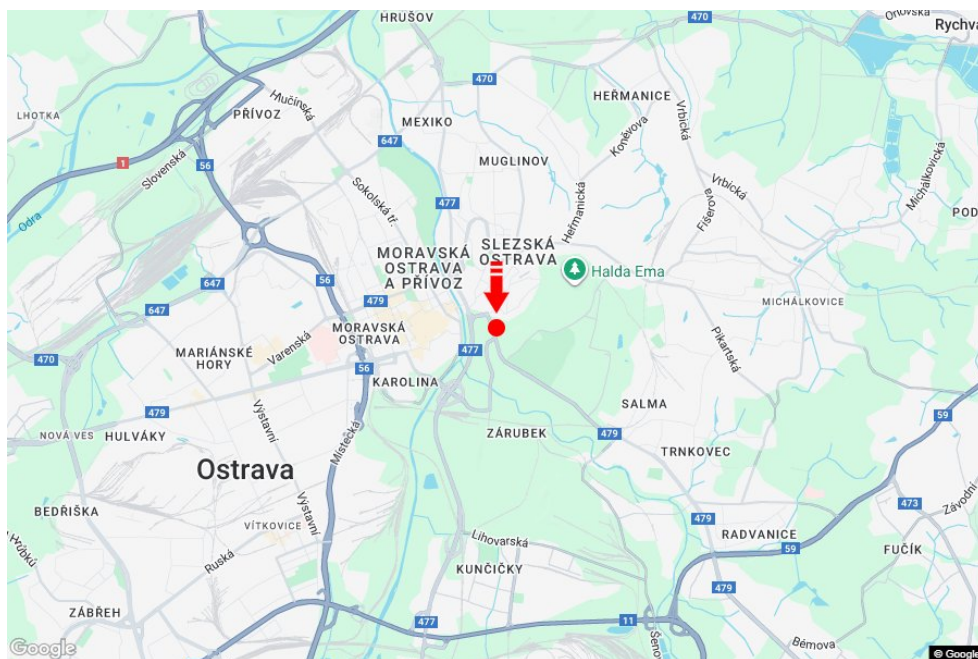 HRUŠOV
470
Orlovská
Rychva
470
HEŘMANICE
LHOTKA
PŘÍVOZ
Hlučínská
MEXIKO
Koněvova
Vrbická
647
56
MUGLINOV
1
Slovenská
Sokolská tř.
477
Vrbická
Michálkovická
Odra
Heřmanická
Fišerova
POD
MORAVSKÁ
OSTRAVA
A PŘÍVOZ
SLEZSKÁ
OSTRAVA
Halda Ema
647
56
479
647
MICHÁLKOVICE
MORAVSKÁ
OSTRAVA
Varenská
477
470
MARIÁNSKÉ
HORY
56
KAROLINA
Pikartská
479
Výstavní
SALMA
59
NOVÁ VES
HULVÁKY
Místecká
ZÁRUBEK
479
TRNKOVEC
Ostrava
Výstavní
473
Závodní
BEDŘIŠKA
479
VÍTKOVICE
Lihovarská
RADVANICE
59
FUČÍK
Ruská
KUNČIČKY
ZÁBŘEH
477
11
Šenov
Bémova
Google
© Google